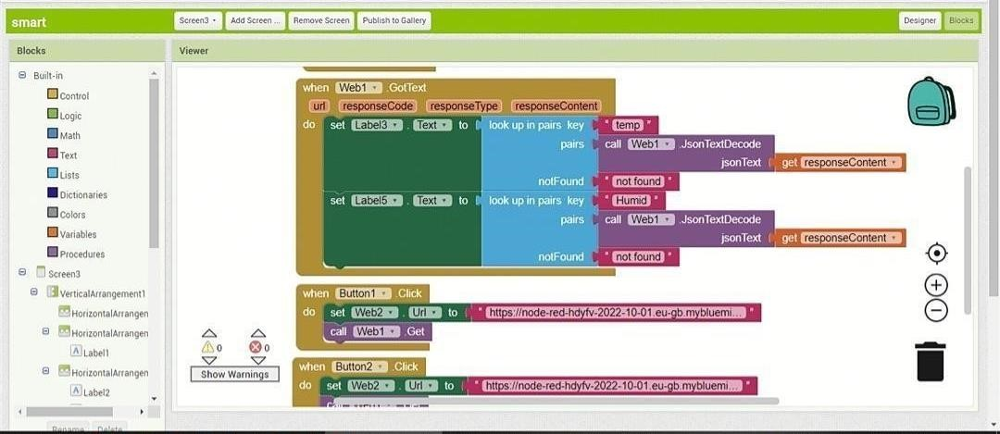 smart
Screen3 Add Screen ... Remove Screen Publish to Gallery Designer Blocks
Blocks
Viewer
Built-in
Control
Logic
Math
Text
Lists
Dictionaries
Colors
Variables
Procedures
Screen3
VerticalArrangement1
HorizontalArrangen
HorizontalArrangen
Label1
HorizontalArrangen
Label2
Rename Delete
when Web1 .GotText
url responseCode responseType responseContent
do set Label3 . Text to look up in pairs key " temp "
pairs call Web1 .JsonTextDecode
jsonText get responseContent
notFound " not found "
set Label5 . Text to look up in pairs key " Humid "
pairs call Web1 .JsonTextDecode
jsonText get responseContent
notFound " not found "
when Button1 .Click
do set Web2 . Url to " https://node-red-hdyfv-2022-10-01.eu-gb.mybluemi... "
call Web1 .Get
when Button2 .Click
do set Web2 . Url to " https://node-red-hdyfv-2022-10-01.eu-gb.mybluemi... "
0 0
Show Warnings